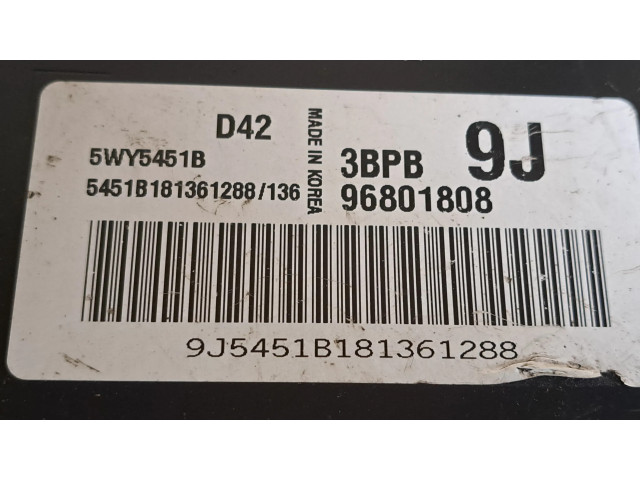 D42
5WY5451B
5451B181361288/136
MADE IN KOREA
3BPB 9J
96801808
9J5451B181361288